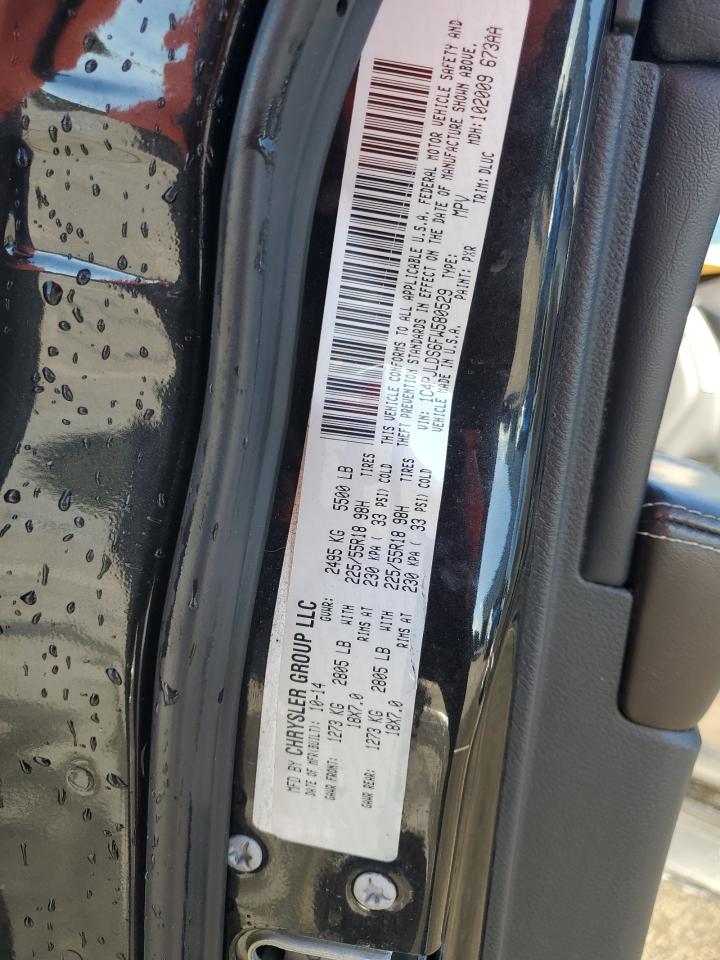 MFD BY CHRYSLER GROUP LLC
DATE OF MFR(BUILT): 10-14 GVWR: 2495 KG 5500 LB
GAWR FRONT: 1273 KG 2805 LB WITH 225/55R18 98H TIRES
18X7.0 RIMS AT 230 KPA ( 33 PSI) COLD
GAWR REAR: 1273 KG 2805 LB WITH 225/55R18 98H TIRES
18X7.0 RIMS AT 230 KPA ( 33 PSI) COLD
THIS VEHICLE CONFORMS TO ALL APPLICABLE U.S.A. FEDERAL MOTOR VEHICLE SAFETY AND
THEFT PREVENTION STANDARDS IN EFFECT ON THE DATE OF MANUFACTURE SHOWN ABOVE.
VIN: 1C4PJLDS6FW580529 TYPE: MPV MDH:102009 673AA
VEHICLE MADE IN U.S.A. PAINT: PXR TRIM: DLUC